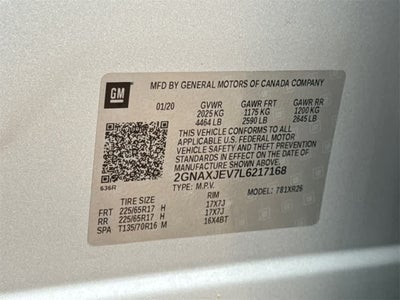 GM
MFD BY GENERAL MOTORS OF CANADA COMPANY
01/20 GVWR GAWR FRT GAWR RR
2025 KG 1175 KG 1200 KG
4464 LB 2590 LB 2645 LB
THIS VEHICLE CONFORMS TO ALL
APPLICABLE U.S. FEDERAL MOTOR
VEHICLE SAFETY, BUMPER, AND
THEFT PREVENTION STANDARDS IN
EFFECT ON THE DATE OF
MANUFACTURE SHOWN ABOVE.
2GNAXJEV7L6217168
636R TYPE: M.P.V. MODEL: 781XR26
TIRE SIZE RIM
FRT 225/65R17 H 17X7J
RR 225/65R17 H 17X7J
SPA T135/70R16 M 16X4BT